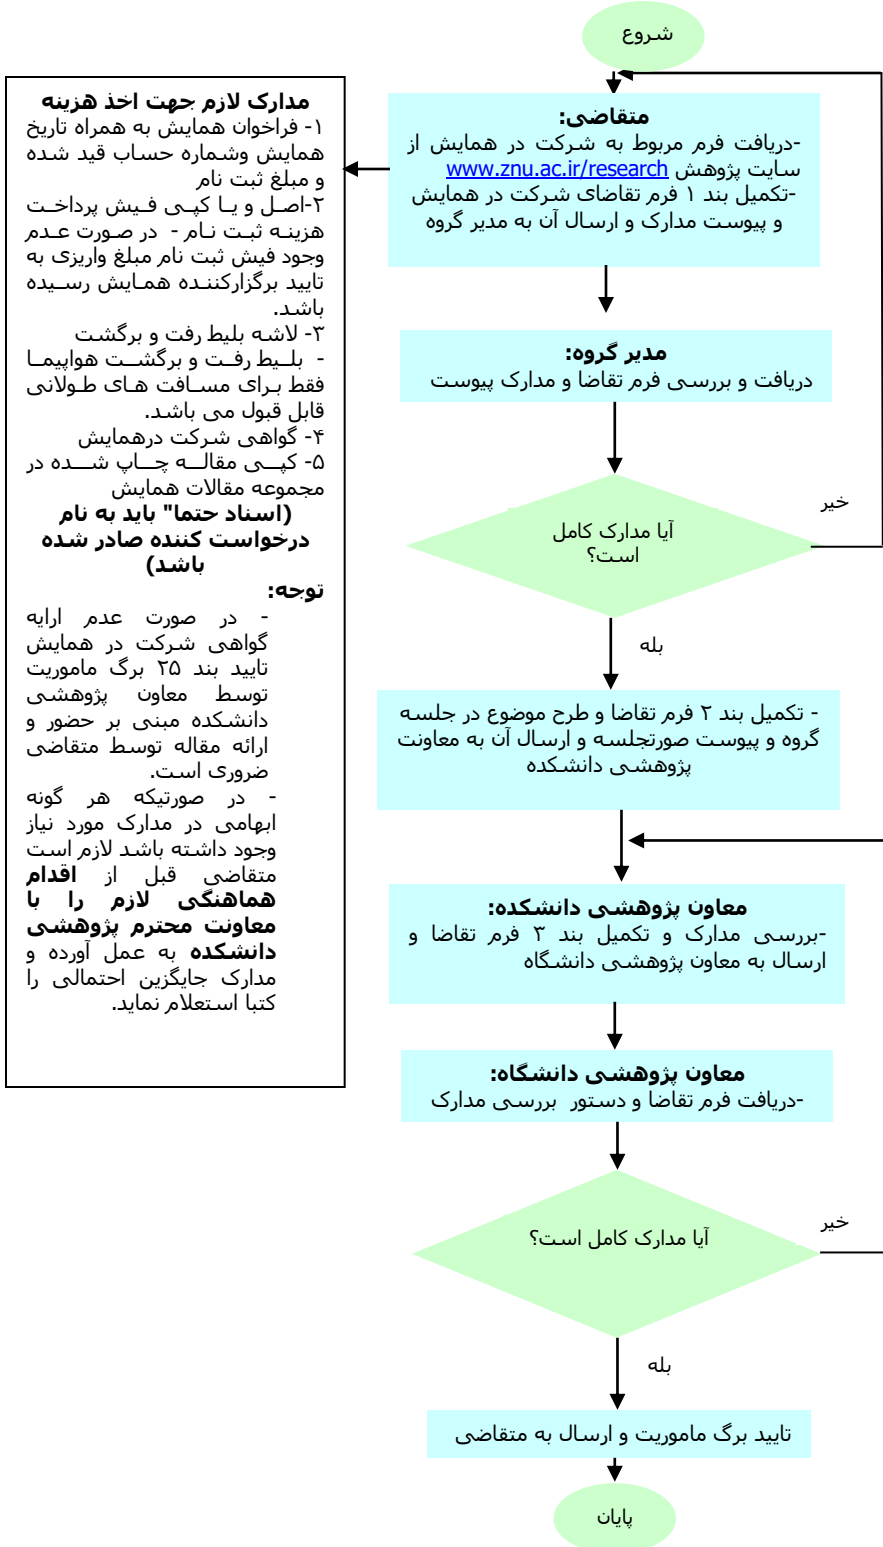 شروع
متقاضی:
-دریافت فرم مربوط به شرکت در همایش از
سایت پژوهش www.znu.ac.ir/research
-تکمیل بند ۱ فرم تقاضای شرکت در همایش
و پیوست مدارک و ارسال آن به مدیر گروه
مدارک لازم جهت اخذ هزینه
۱- فراخوان همایش به همراه تاریخ
همایش وشماره حساب قید شده
و مبلغ ثبت نام
۲-اصل و یا کپی فیش پرداخت
هزینه ثبت نام - در صورت عدم
وجود فیش ثبت نام مبلغ واریزی به
تایید برگزارکننده همایش رسیده
باشد.
۳- لاشه بلیط رفت و برگشت
- بلیط رفت و برگشت هواپیما
فقط برای مسافت های طولانی
قابل قبول می باشد.
۴- گواهی شرکت درهمایش
۵- کپی مقاله چاپ شده در
مجموعه مقالات همایش
(اسناد حتما" باید به نام
درخواست کننده صادر شده
باشد)
توجه:
- در صورت عدم ارایه
گواهی شرکت در همایش
تایید بند ۲۵ برگ ماموریت
توسط معاون پژوهشی
دانشکده مبنی بر حضور و
ارائه مقاله توسط متقاضی
ضروری است.
- در صورتیکه هر گونه
ابهامی در مدارک مورد نیاز
وجود داشته باشد لازم است
متقاضی قبل از اقدام
هماهنگی لازم را با
معاونت محترم پژوهشی
دانشکده به عمل آورده و
مدارک جایگزین احتمالی را
کتبا استعلام نماید.
مدیر گروه:
دریافت و بررسی فرم تقاضا و مدارک پیوست
آیا مدارک کامل
است؟
خیر
بله
- تکمیل بند ۲ فرم تقاضا و طرح موضوع در جلسه
گروه و پیوست صورتجلسه و ارسال آن به معاونت
پژوهشی دانشکده
معاون پژوهشی دانشکده:
-بررسی مدارک و تکمیل بند ۳ فرم تقاضا و
ارسال به معاون پژوهشی دانشگاه
معاون پژوهشی دانشگاه:
-دریافت فرم تقاضا و دستور بررسی مدارک
آیا مدارک کامل است؟
خیر
بله
تایید برگ ماموریت و ارسال به متقاضی
پایان